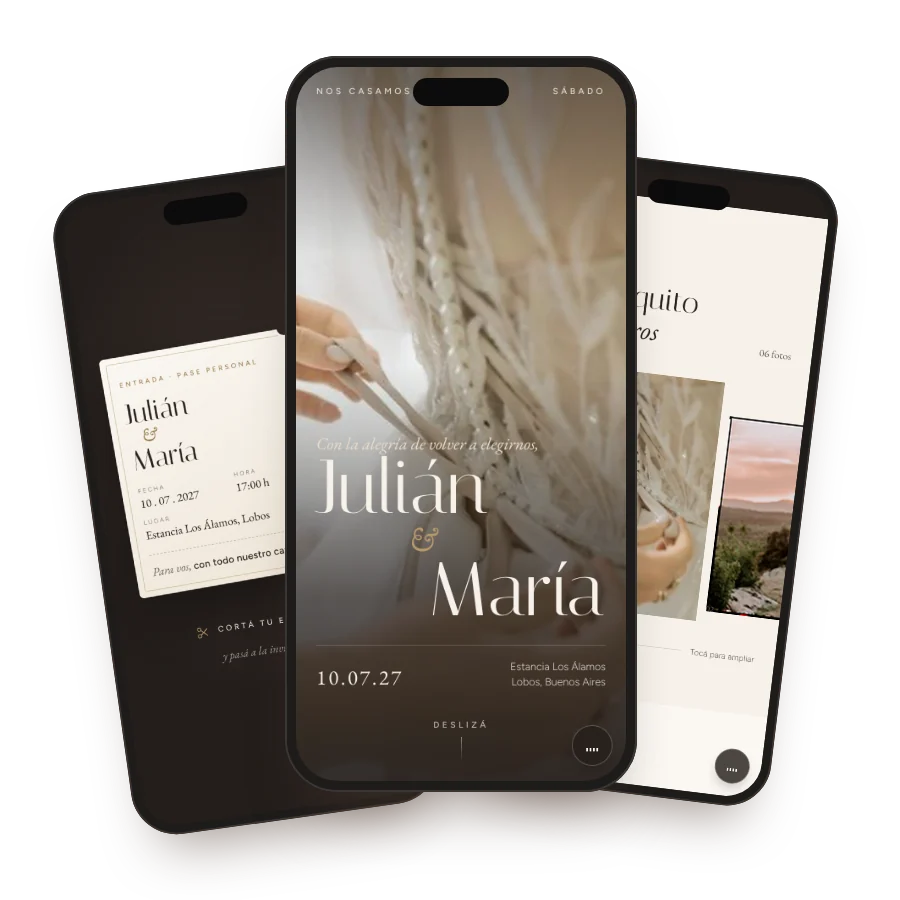 NOS CASAMOS
SÁBADO
Con la alegría de volver a elegirnos,
Julián
&
María
10.07.27
Estancia Los Álamos
Lobos, Buenos Aires
DESLIZÁ
ENTRADA · PASE PERSONAL
Julián
&
María
FECHA
HORA
10 . 07 . 2027
17:00 h
LUGAR
Estancia Los Álamos, Lobos
Para vos, con todo nuestro ca
CORTÁ TU E
y pasá a la invi
quito
ros
06 fotos
Tocá para ampliar